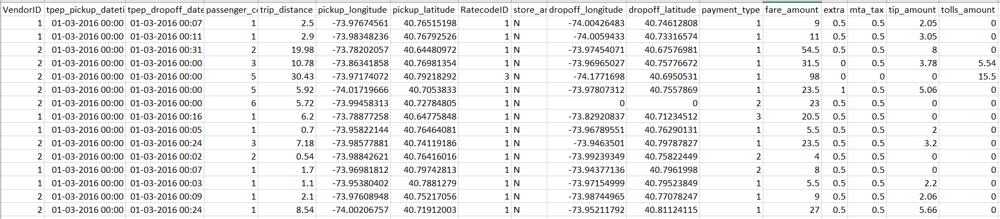 VendorID tpep_pickup_dateti tpep_dropoff_date passenger_co trip_distance pickup_longitude pickup_latitude RatecodeID store_an dropoff_longitude dropoff_latitude payment_type fare_amount extra mta_tax tip_amount tolls_amount
1 01-03-2016 00:00 01-03-2016 00:07 1 2.5 -73.97674561 40.76515198 1 N -74.00426483 40.74612808 1 9 0.5 0.5 2.05 0
1 01-03-2016 00:00 01-03-2016 00:11 1 2.9 -73.98348236 40.76792526 1 N -74.0059433 40.73316574 1 11 0.5 0.5 3.05 0
2 01-03-2016 00:00 01-03-2016 00:31 2 19.98 -73.78202057 40.64480972 1 N -73.97454071 40.67576981 1 54.5 0.5 0.5 8 0
2 01-03-2016 00:00 01-03-2016 00:00 3 10.78 -73.86341858 40.76981354 1 N -73.96965027 40.75776672 1 31.5 0 0.5 3.78 5.54
2 01-03-2016 00:00 01-03-2016 00:00 5 30.43 -73.97174072 40.79218292 3 N -74.1771698 40.6950531 1 98 0 0 0 15.5
2 01-03-2016 00:00 01-03-2016 00:00 5 5.92 -74.01719666 40.7053833 1 N -73.97807312 40.7557869 1 23.5 1 0.5 5.06 0
2 01-03-2016 00:00 01-03-2016 00:00 6 5.72 -73.99458313 40.72784805 1 N 0 0 2 23 0.5 0.5 0 0
1 01-03-2016 00:00 01-03-2016 00:16 1 6.2 -73.78877258 40.64775848 1 N -73.82920837 40.71234512 3 20.5 0.5 0.5 0 0
1 01-03-2016 00:00 01-03-2016 00:05 1 0.7 -73.95822144 40.76464081 1 N -73.96789551 40.76290131 1 5.5 0.5 0.5 2 0
2 01-03-2016 00:00 01-03-2016 00:24 3 7.18 -73.98577881 40.74119186 1 N -73.9463501 40.79787827 1 23.5 0.5 0.5 3.2 0
2 01-03-2016 00:00 01-03-2016 00:02 2 0.54 -73.98842621 40.76416016 1 N -73.99239349 40.75822449 2 4 0.5 0.5 0 0
1 01-03-2016 00:00 01-03-2016 00:07 1 1.7 -73.96981812 40.79742813 1 N -73.94377136 40.7961998 2 8 0.5 0.5 0 0
1 01-03-2016 00:00 01-03-2016 00:03 1 1.1 -73.95380402 40.7881279 1 N -73.97154999 40.79523849 1 5.5 0.5 0.5 2.2 0
2 01-03-2016 00:00 01-03-2016 00:09 1 2.1 -73.97608948 40.75217056 1 N -73.98744965 40.77078247 1 9 0.5 0.5 2.06 0
2 01-03-2016 00:00 01-03-2016 00:24 1 8.54 -74.00206757 40.71912003 1 N -73.95211792 40.81124115 1 27 0.5 0.5 5.66 0